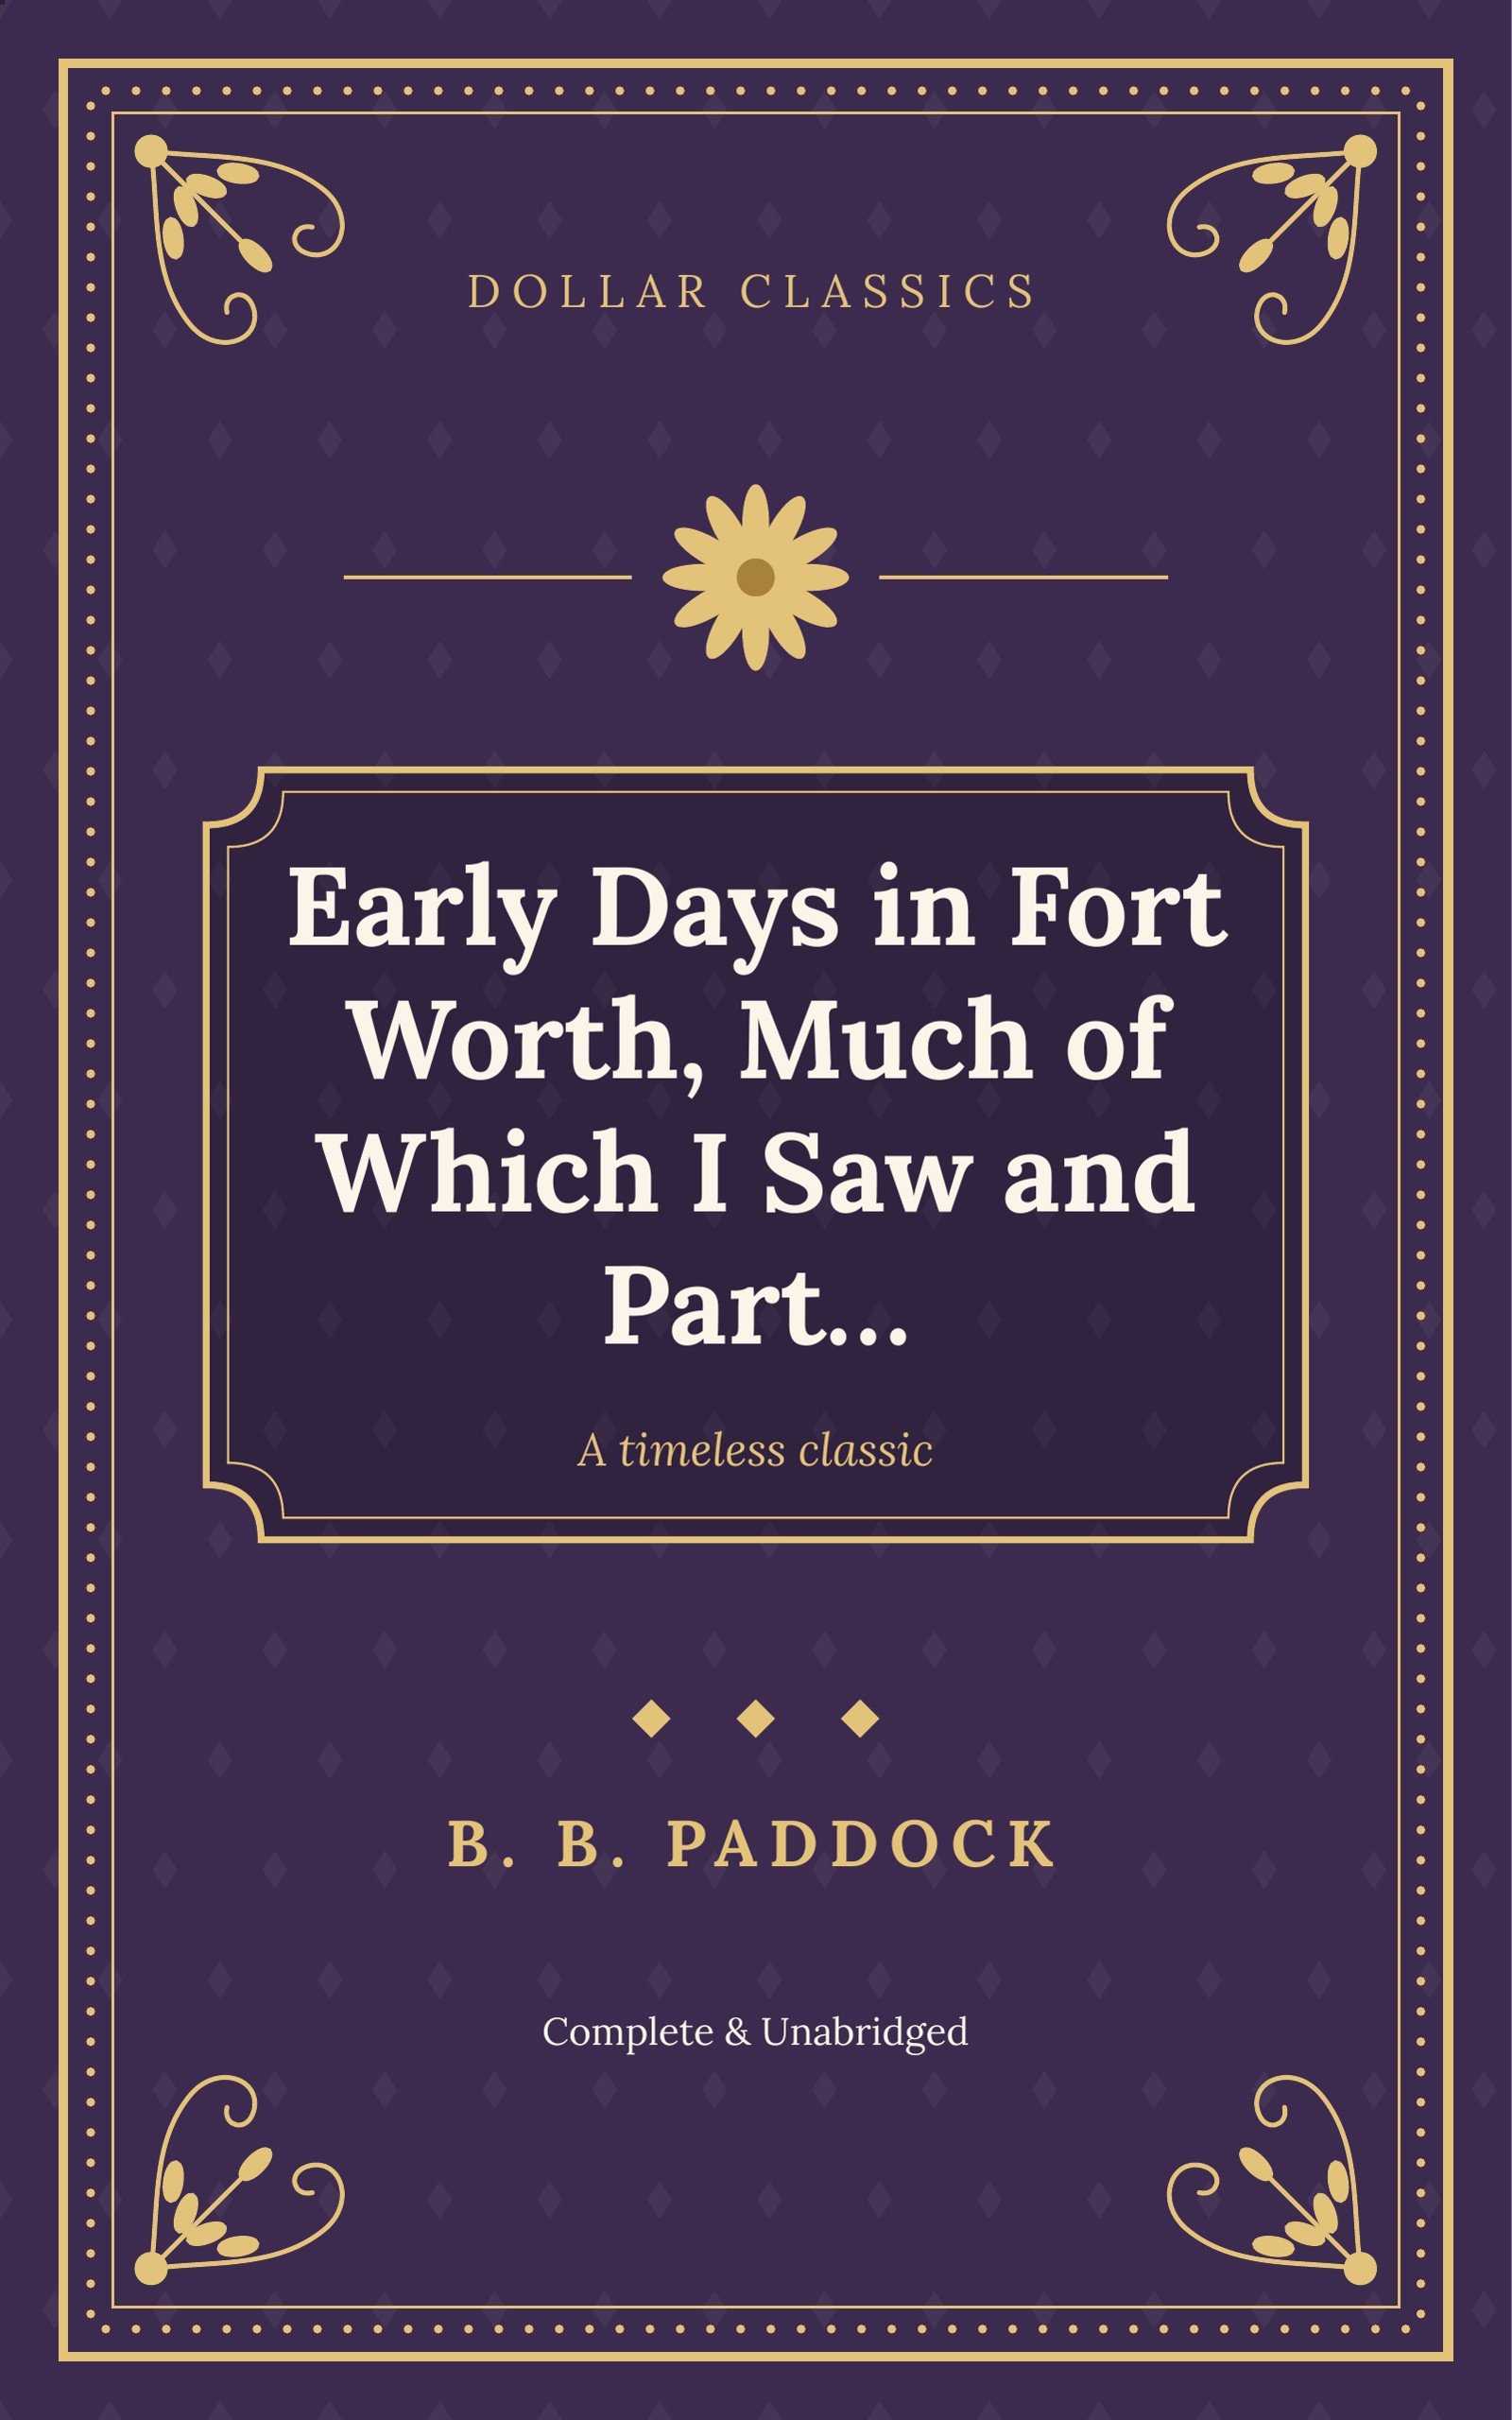 DOLLAR CLASSICS
Early Days in Fort
Worth, Much of
Which I Saw and
Part...
A timeless classic
B. B. PADDOCK
Complete & Unabridged